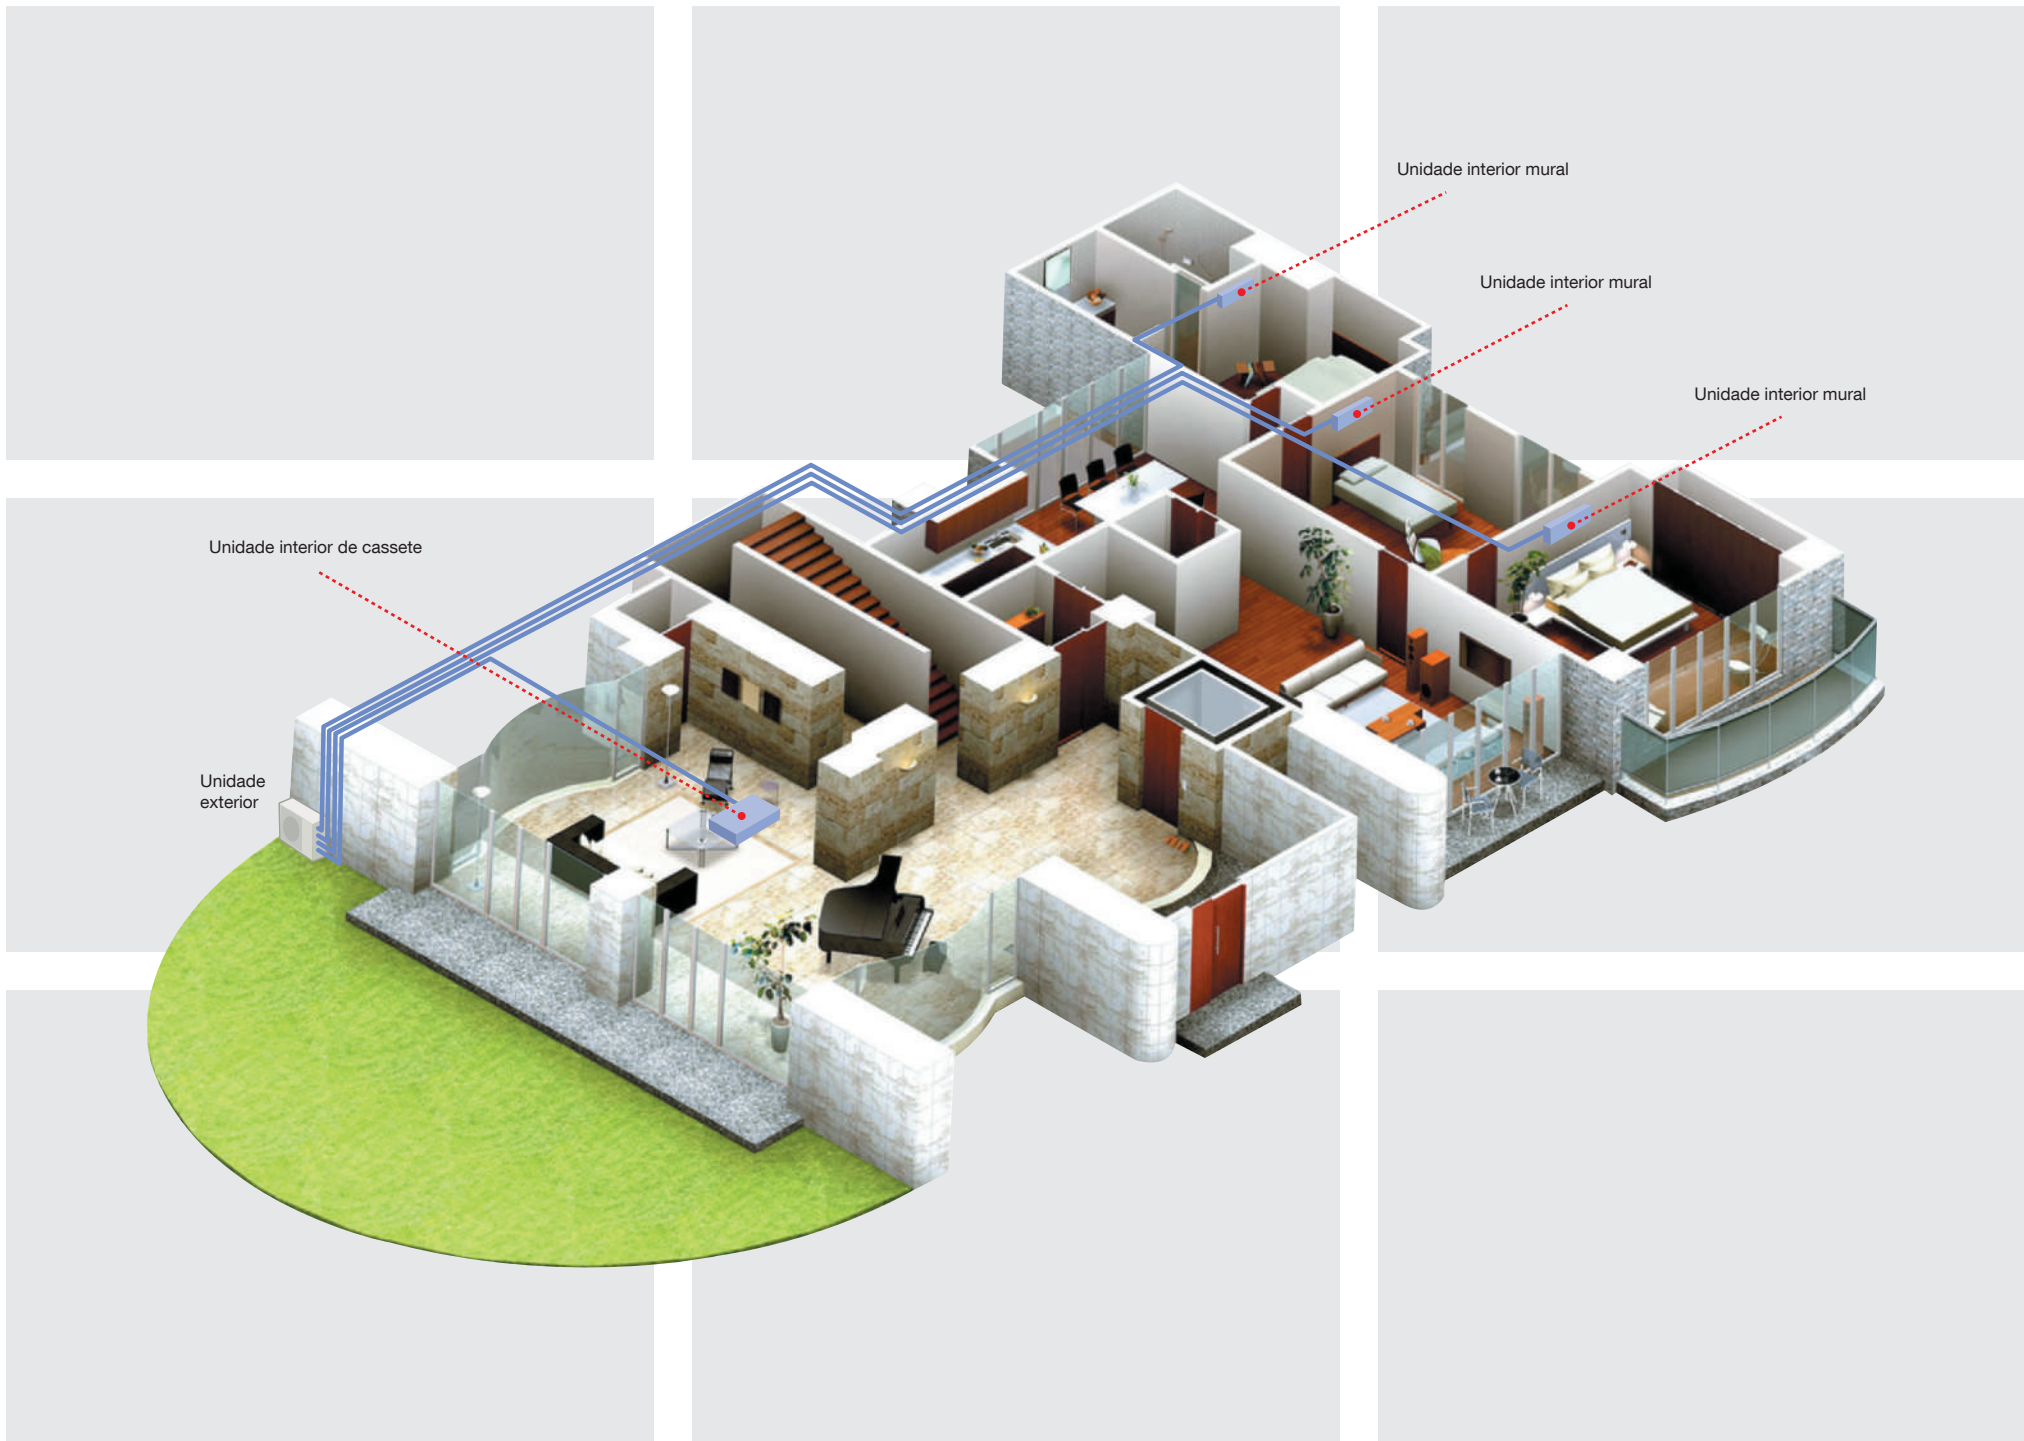 Unidade interior mural
Unidade interior mural
Unidade interior mural
Unidade interior de cassete
Unidade
exterior